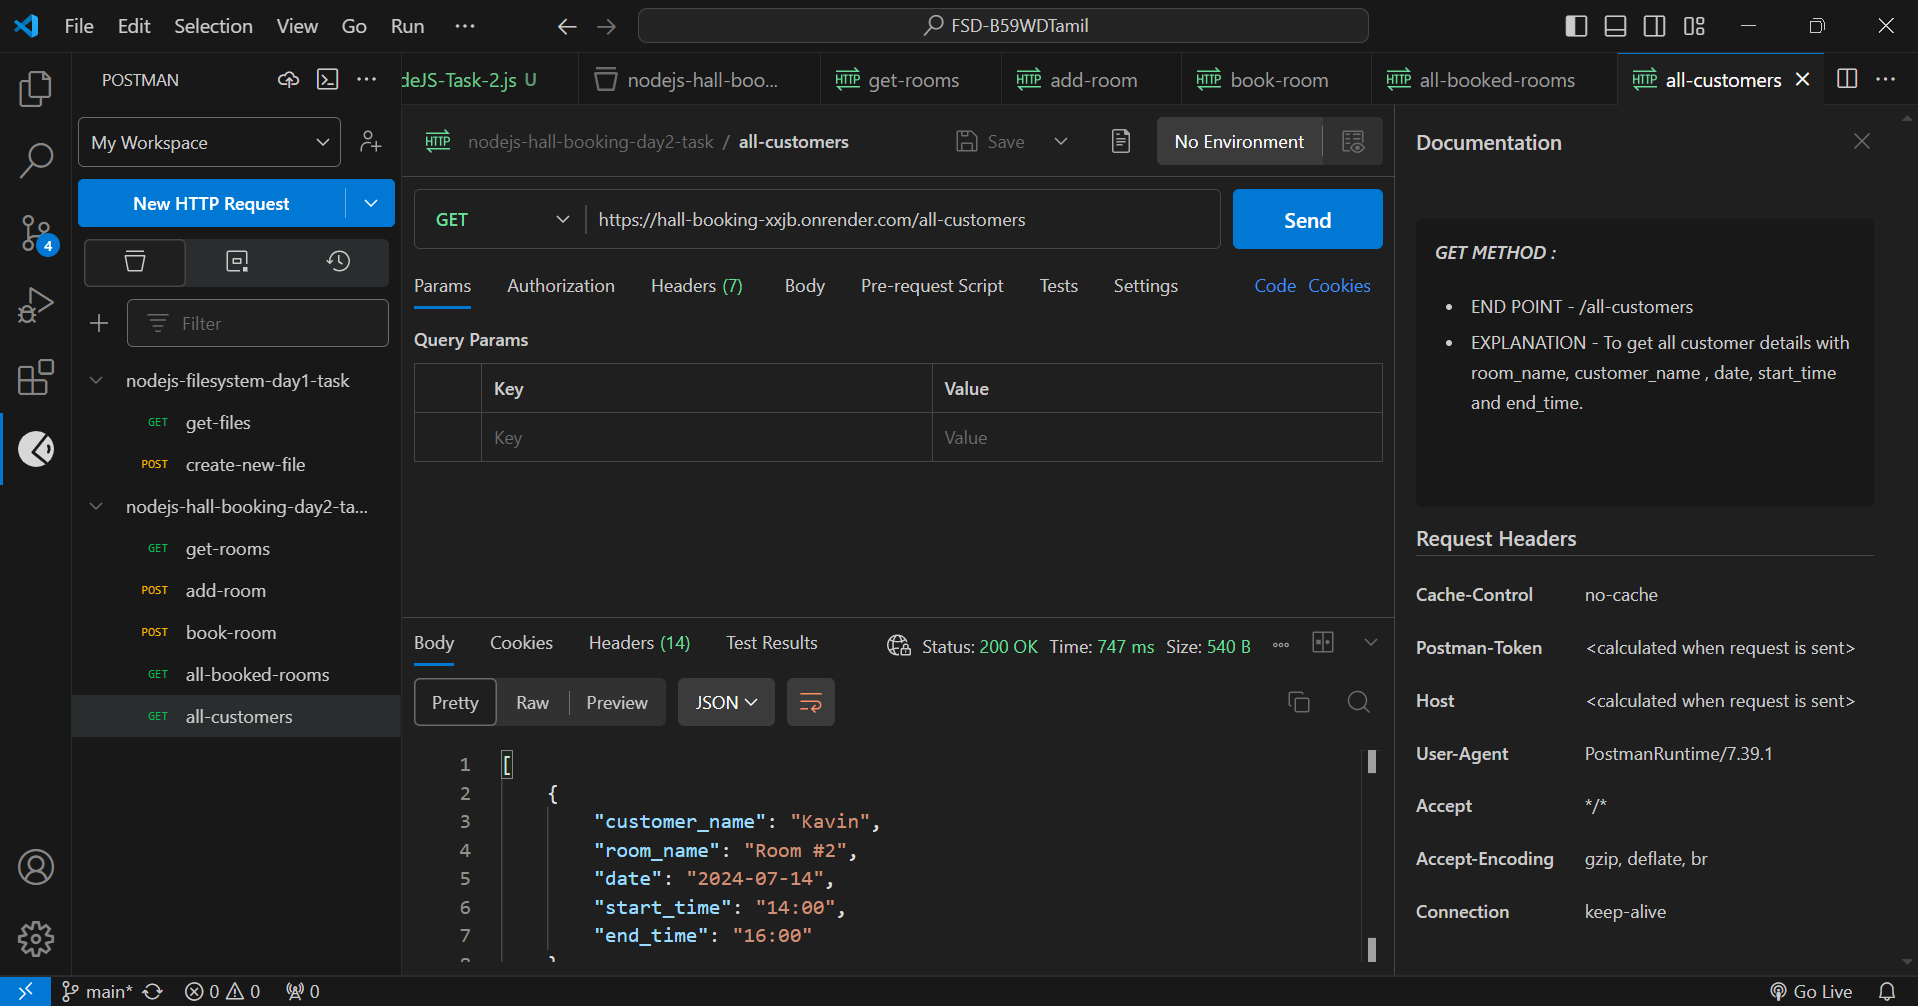 File Edit Selection View Go Run ···
FSD-B59WDTamil
POSTMAN
deJS-Task-2.js U
nodejs-hall-boo...
get-rooms
add-room
book-room
all-booked-rooms
all-customers
My Workspace
New HTTP Request
Filter
nodejs-filesystem-day1-task
GET get-files
POST create-new-file
nodejs-hall-booking-day2-ta...
GET get-rooms
POST add-room
POST book-room
GET all-booked-rooms
GET all-customers
HTTP nodejs-hall-booking-day2-task / all-customers
Save
No Environment
GET https://hall-booking-xxjb.onrender.com/all-customers
Send
Params Authorization Headers (7) Body Pre-request Script Tests Settings Code Cookies
Query Params
Key Value
Key Value
Body Cookies Headers (14) Test Results Status: 200 OK Time: 747 ms Size: 540 B
Pretty Raw Preview JSON
1 [
2 {
3 "customer_name": "Kavin",
4 "room_name": "Room #2",
5 "date": "2024-07-14",
6 "start_time": "14:00",
7 "end_time": "16:00"
Documentation
GET METHOD :
• END POINT - /all-customers
• EXPLANATION - To get all customer details with
room_name, customer_name , date, start_time
and end_time.
Request Headers
Cache-Control no-cache
Postman-Token <calculated when request is sent>
Host <calculated when request is sent>
User-Agent PostmanRuntime/7.39.1
Accept */*
Accept-Encoding gzip, deflate, br
Connection keep-alive
4
main* 0 0 0 Go Live